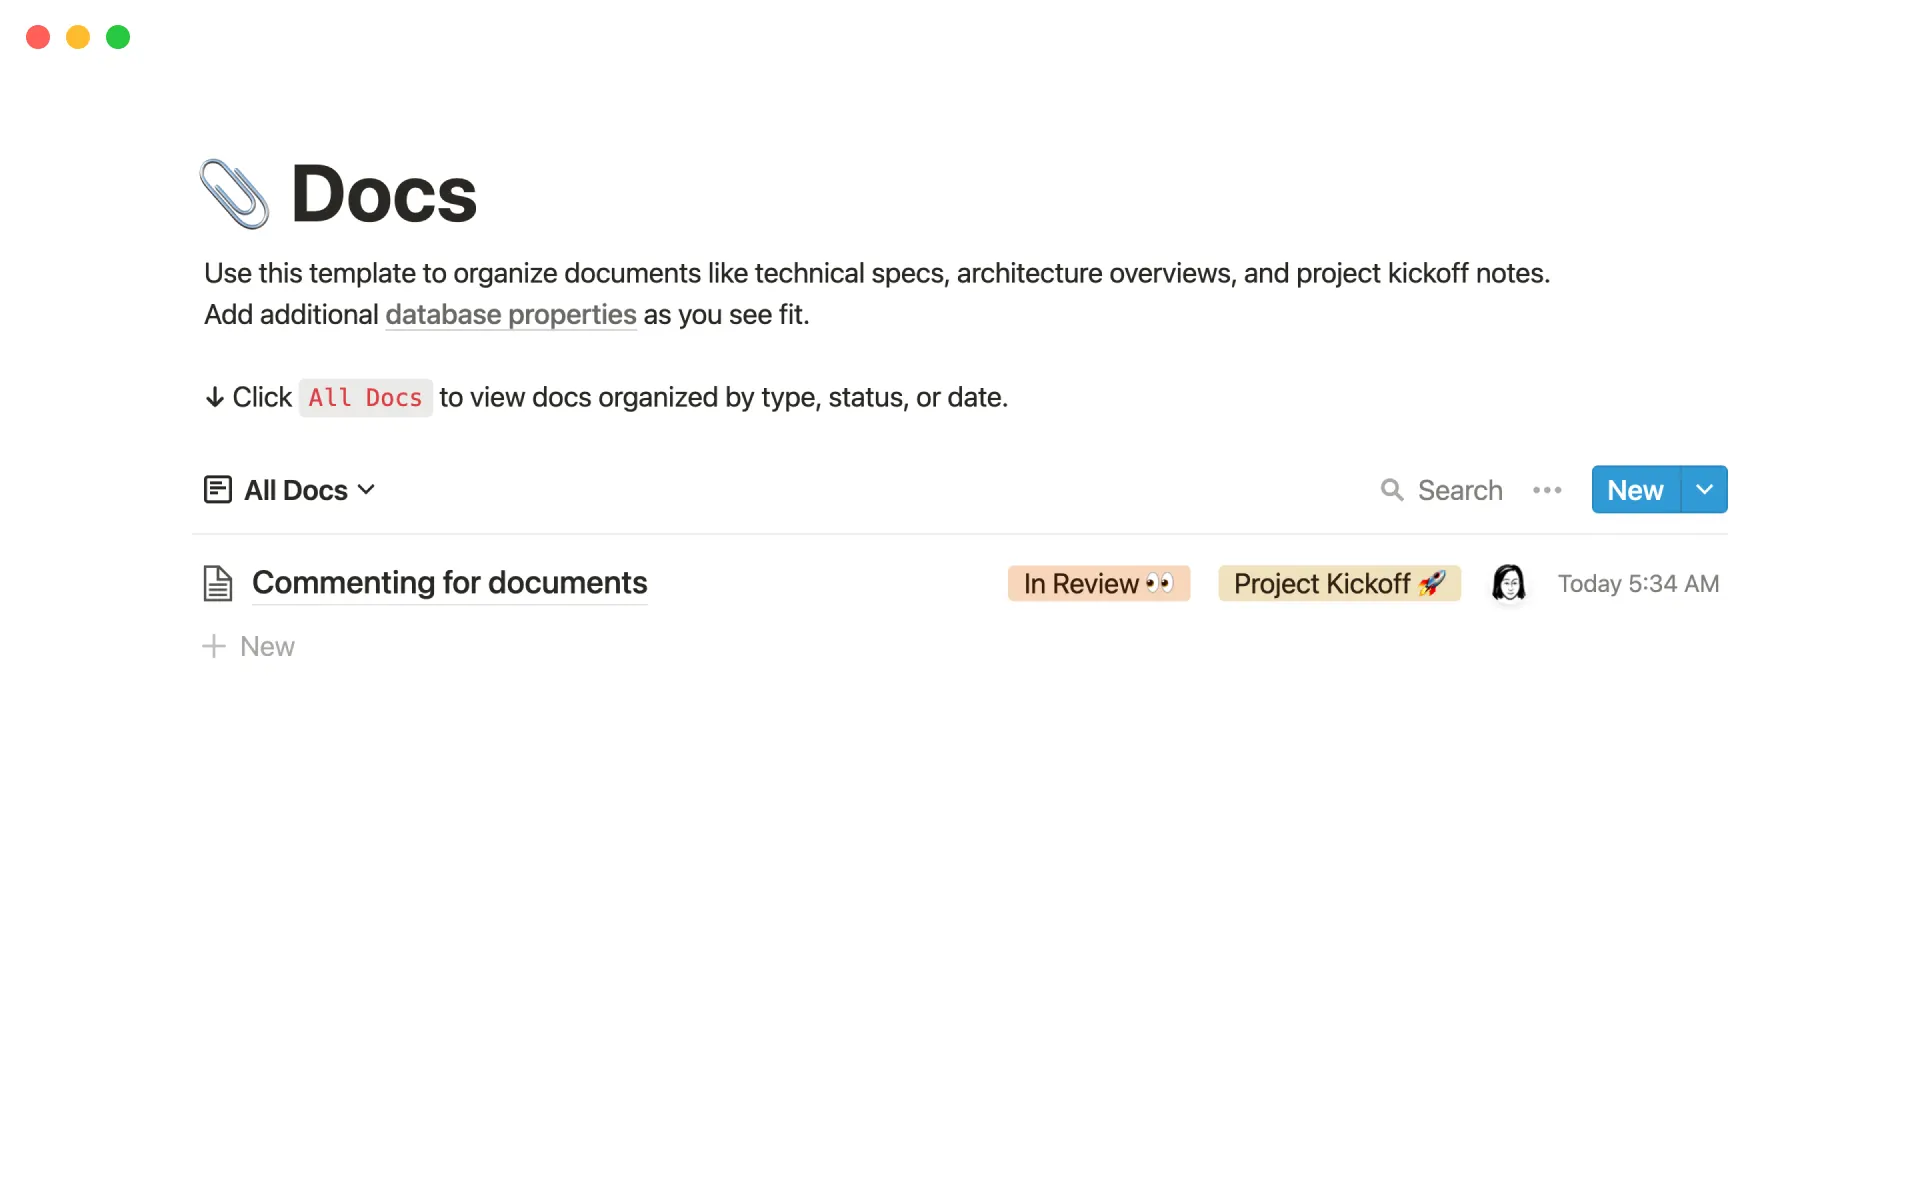 📎 Docs
Use this template to organize documents like technical specs, architecture overviews, and project kickoff notes.
Add additional database properties as you see fit.
↓ Click All Docs to view docs organized by type, status, or date.
All Docs Search ••• New
Commenting for documents In Review 👀 Project Kickoff 🚀 Today 5:34 AM
+ New